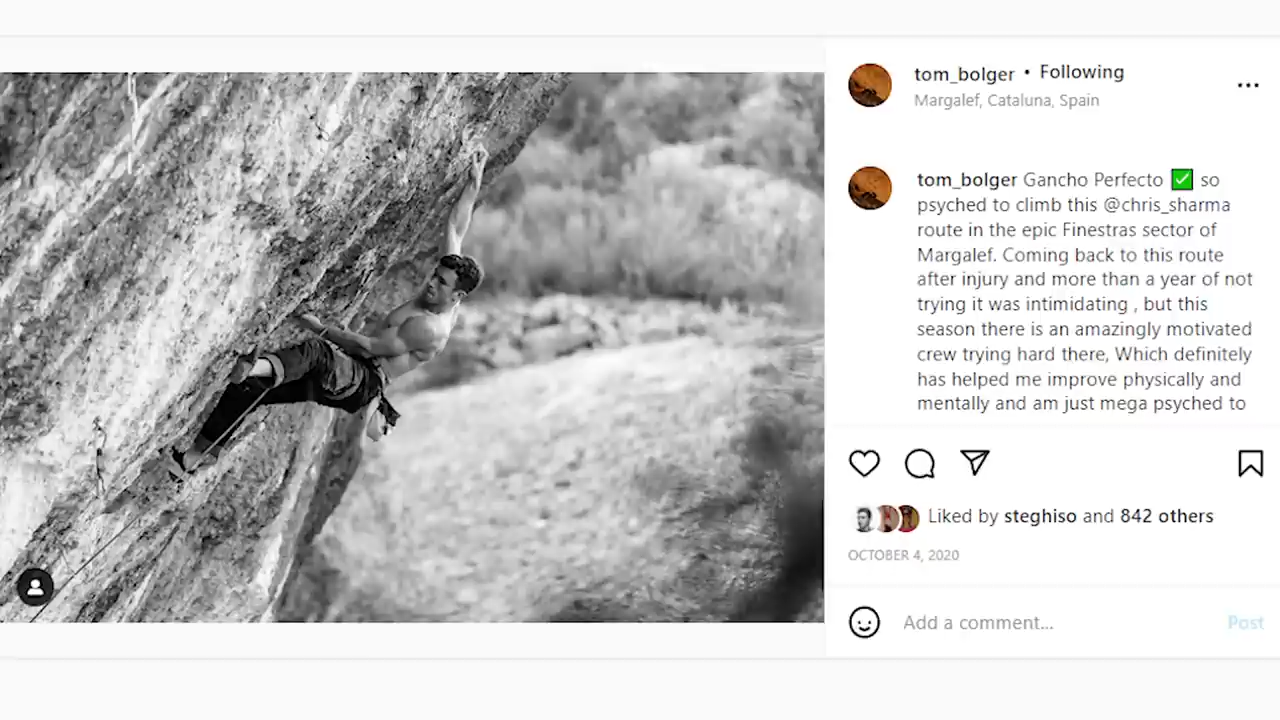 tom_bolger • Following
Margalef, Cataluna, Spain
tom_bolger Gancho Perfecto ✅ so
psyched to climb this @chris_sharma
route in the epic Finestras sector of
Margalef. Coming back to this route
after injury and more than a year of not
trying it was intimidating , but this
season there is an amazingly motivated
crew trying hard there, Which definitely
has helped me improve physically and
mentally and am just mega psyched to
Liked by steghiso and 842 others
OCTOBER 4, 2020
Add a comment...
Post